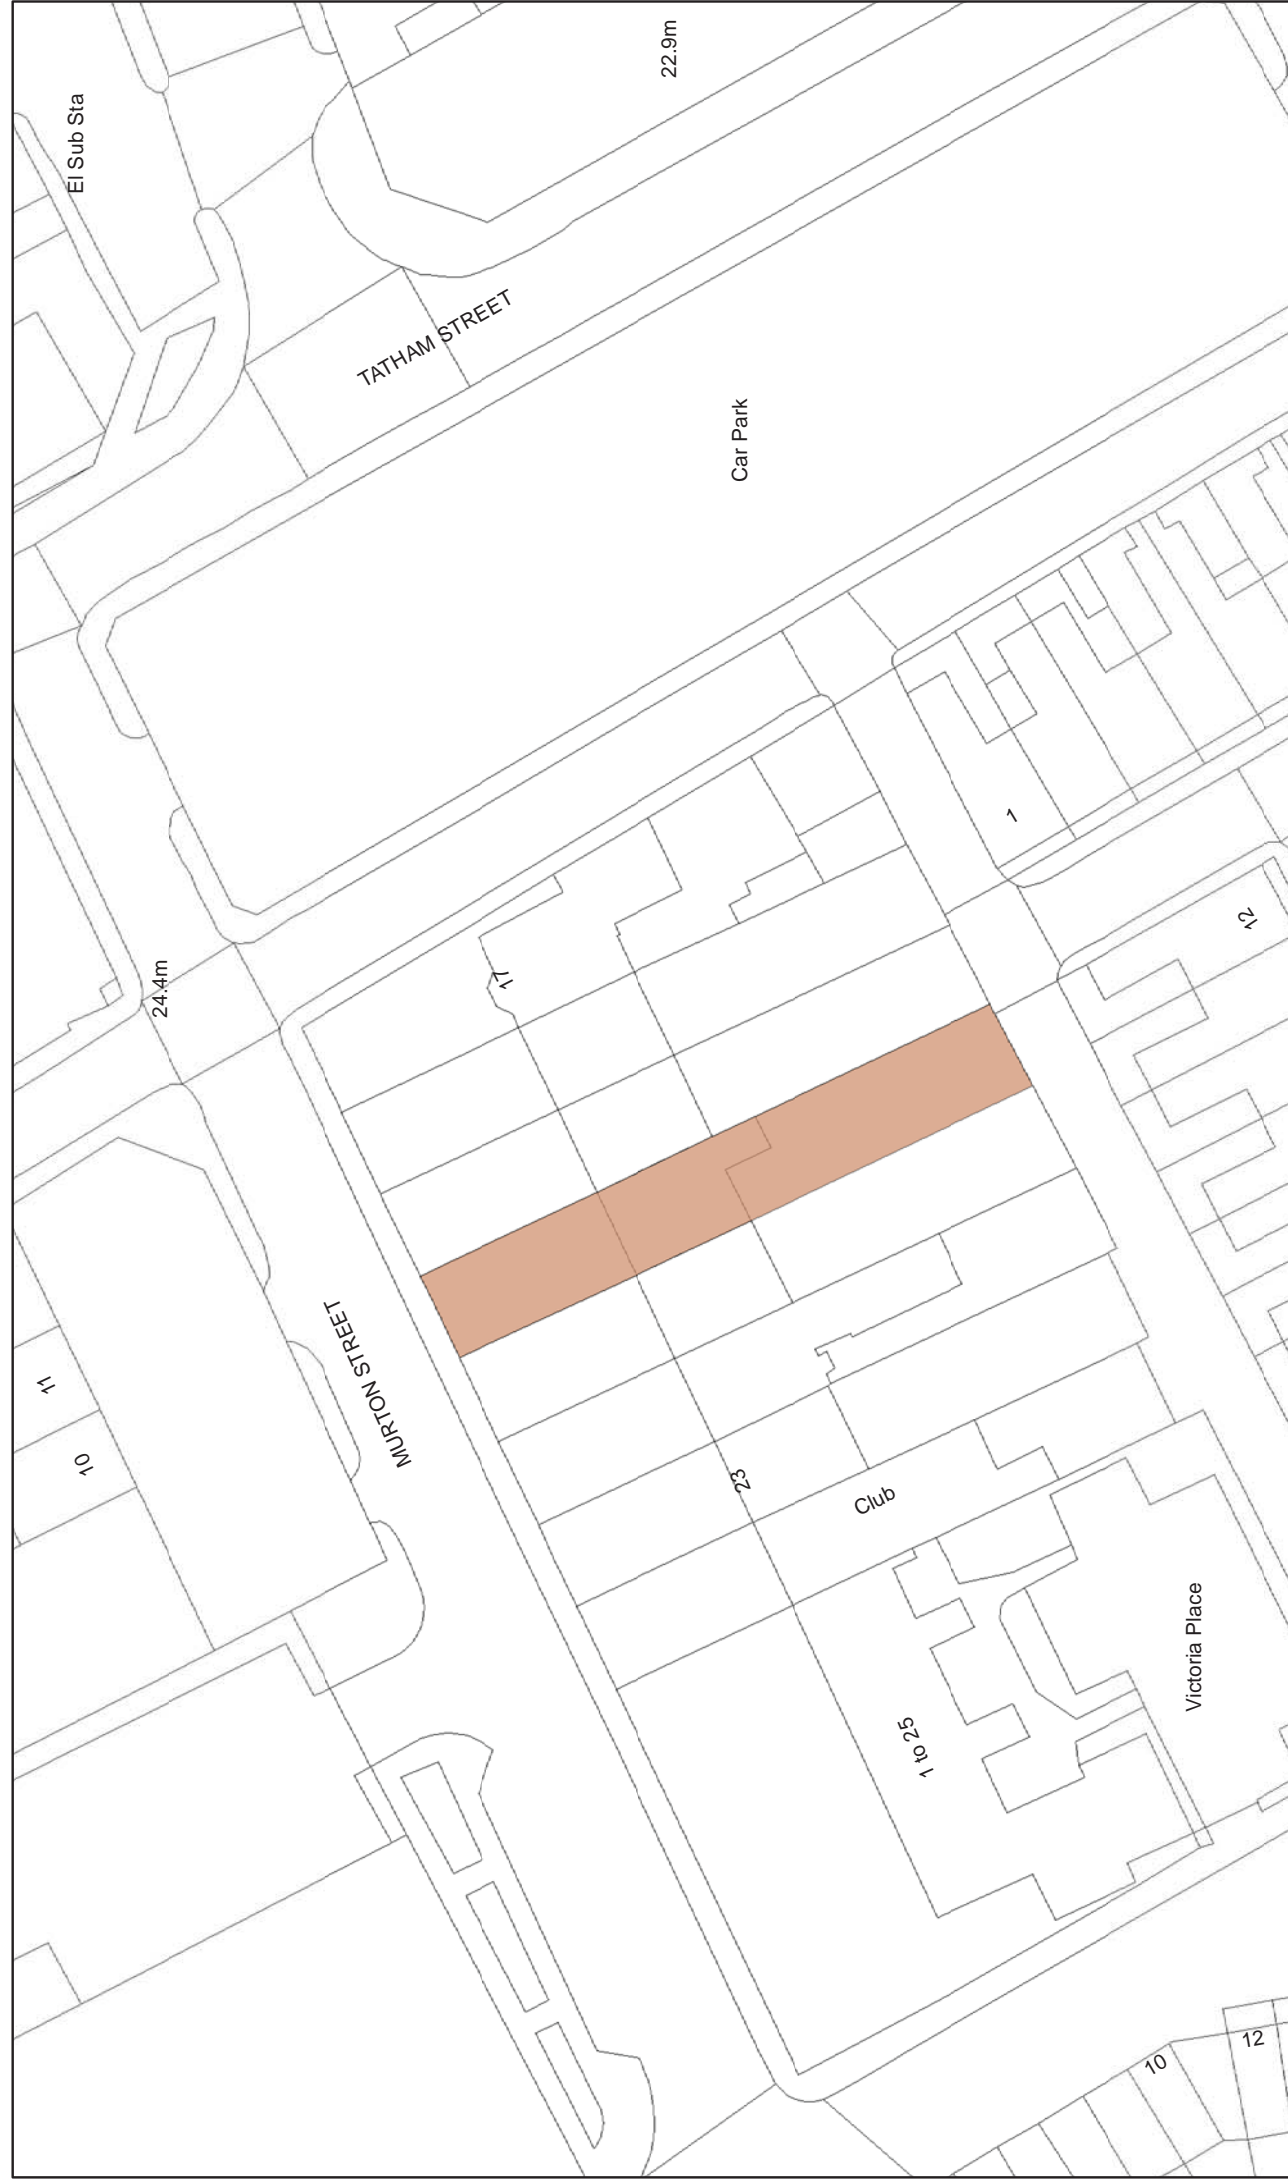 El Sub Sta
22.9m
TATHAM STREET
Car Park
1
12
17
24.4m
MURTON STREET
11
10
23
Club
Victoria Place
1 to 25
10
12